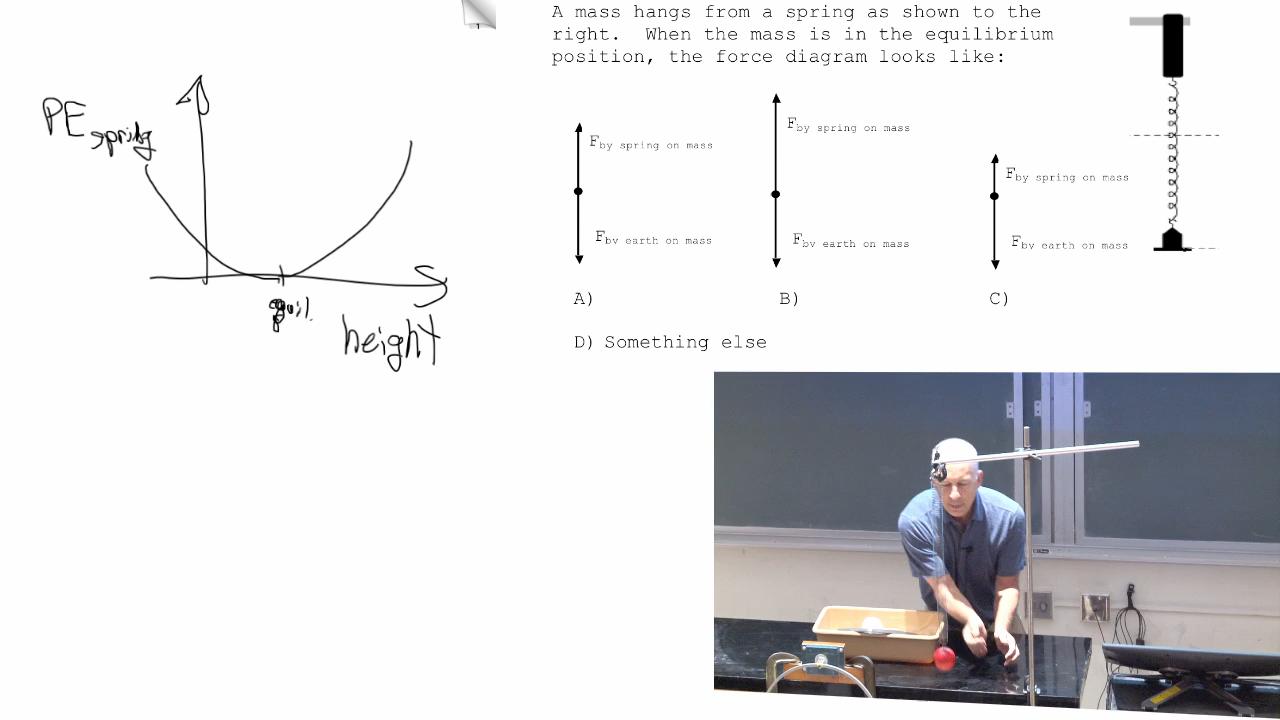 PE spring
equil.
height
A mass hangs from a spring as shown to the
right. When the mass is in the equilibrium
position, the force diagram looks like:
F by spring on mass
F by earth on mass
A)
F by spring on mass
F by earth on mass
B)
F by spring on mass
F by earth on mass
C)
D) Something else